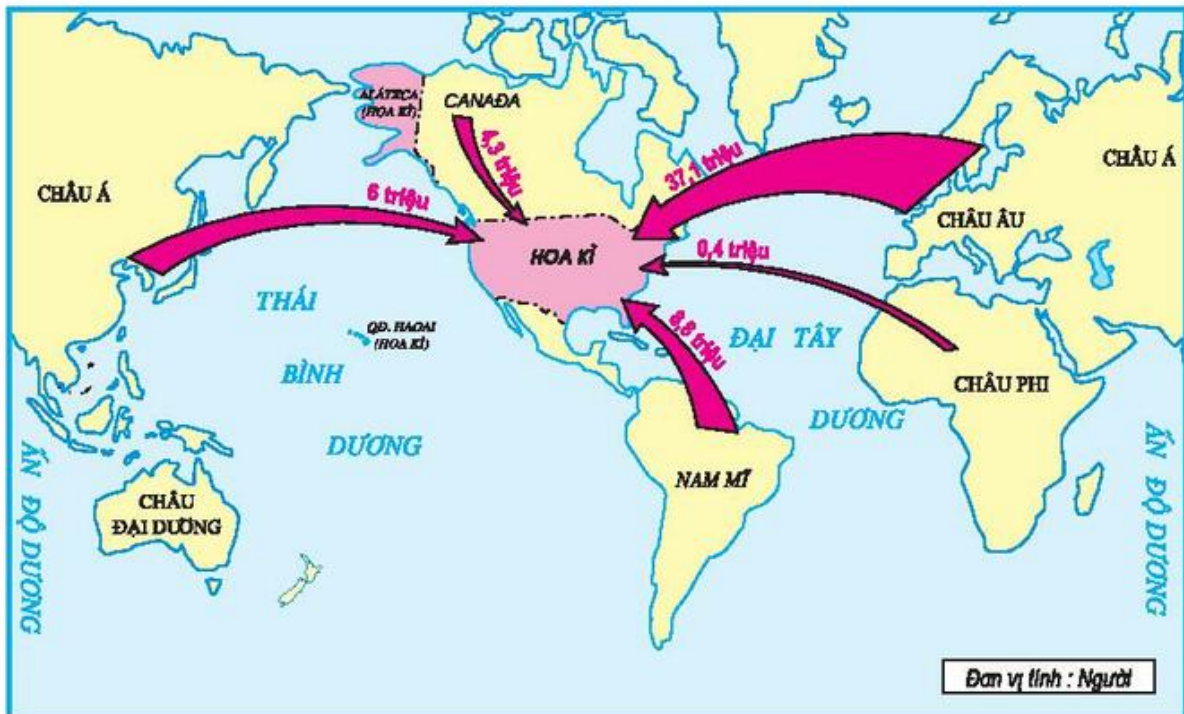 ALÁTXCA
(HOA KÌ)
CANAĐA
4,3 triệu
37,1 triệu
CHÂU Á
CHÂU Á
6 triệu
CHÂU ÂU
HOA KÌ
0,4 triệu
THÁI
BÌNH
DƯƠNG
QĐ. HAOAI
(HOA KÌ)
8,8 triệu
ĐẠI TÂY
DƯƠNG
CHÂU PHI
NAM MĨ
CHÂU
ĐẠI DƯƠNG
ẤN ĐỘ DƯƠNG
ẤN ĐỘ DƯƠNG
Đơn vị tính : Người